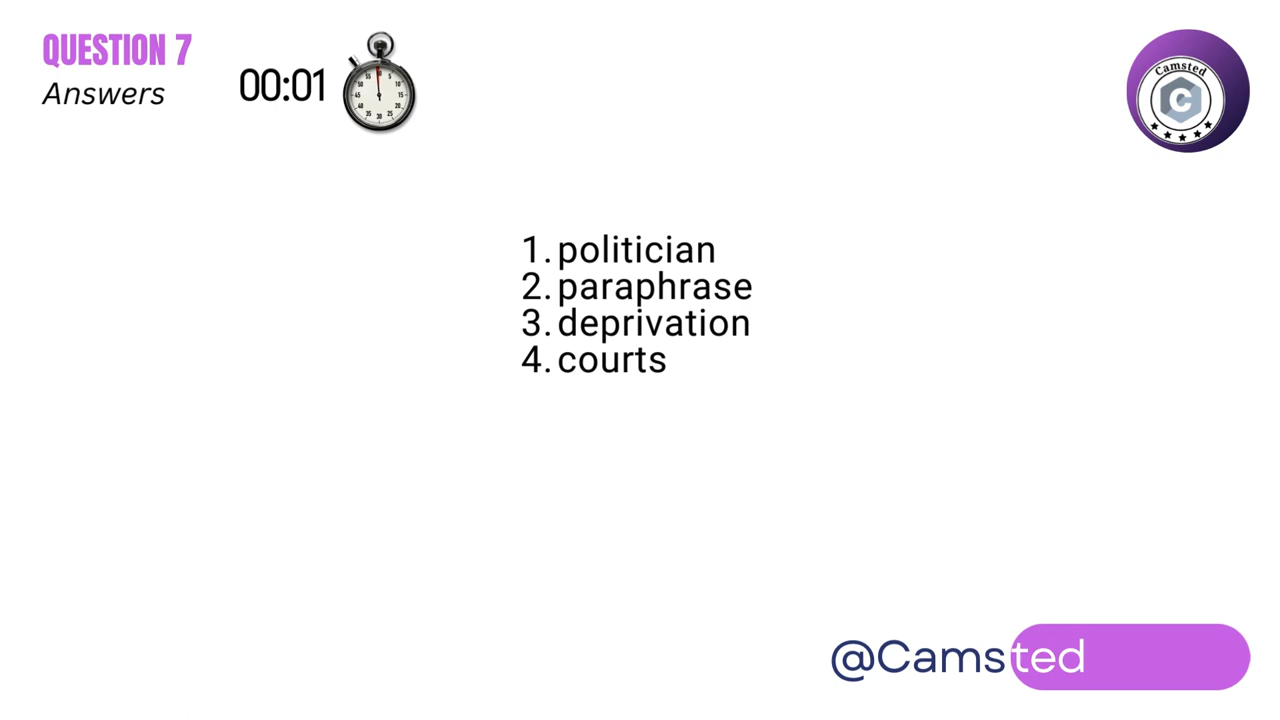 QUESTION 7
Answers
00:01
Camsted
C
1. politician
2. paraphrase
3. deprivation
4. courts
@Camsted